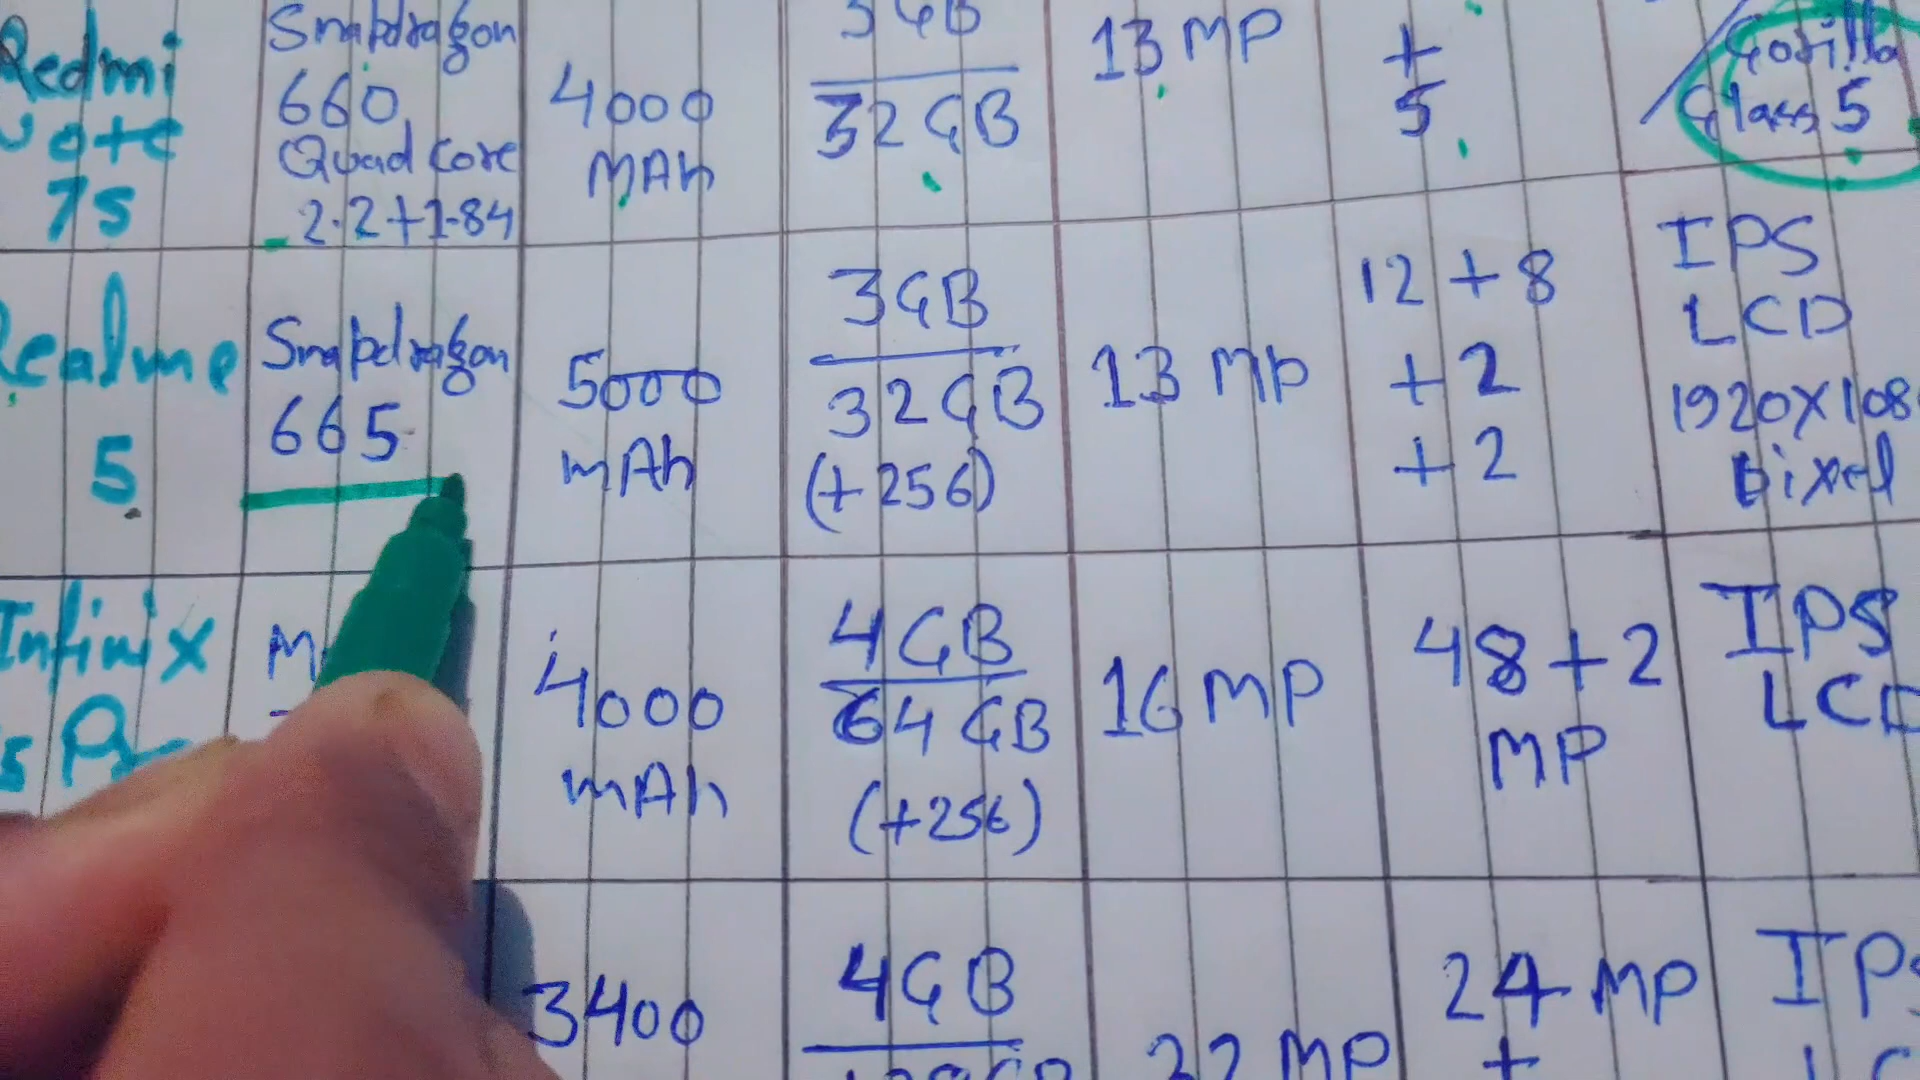 Redmi
Note
7S
Snapdragon
660
Quad core
2.2+1.84
4000
MAh
3GB
32GB
13 MP
+
5
Gorilla
Glass 5
Realme
5
Snapdragon
665
5000
mAh
3GB
32GB
(+256)
13 MP
12 + 8
+ 2
+ 2
IPS
LCD
1920X108
Pixel
Infinix
4000
mAh
4GB
64GB
(+256)
16 MP
48+2
MP
IPS
LCD
3400
4GB
24 MP
+